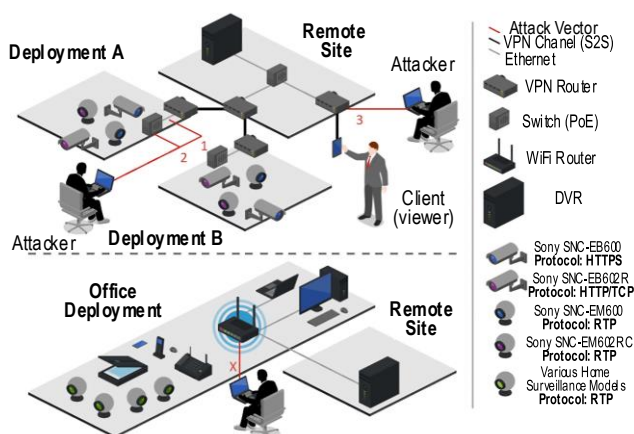 Deployment A
Remote
Site
Attacker
3
1
2
Attacker
Deployment B
Client
(viewer)
Office
Deployment
Remote
Site
X
Attack Vector
VPN Chanel (S2S)
Ethernet
VPN Router
Switch (PoE)
WiFi Router
DVR
Sony SNC-EB600
Protocol: HTTPS
Sony SNC-EB602R
Protocol: HTTP/TCP
Sony SNC-EM600
Protocol: RTP
Sony SNC-EM602RC
Protocol: RTP
Various Home
Surveillance Models
Protocol: RTP